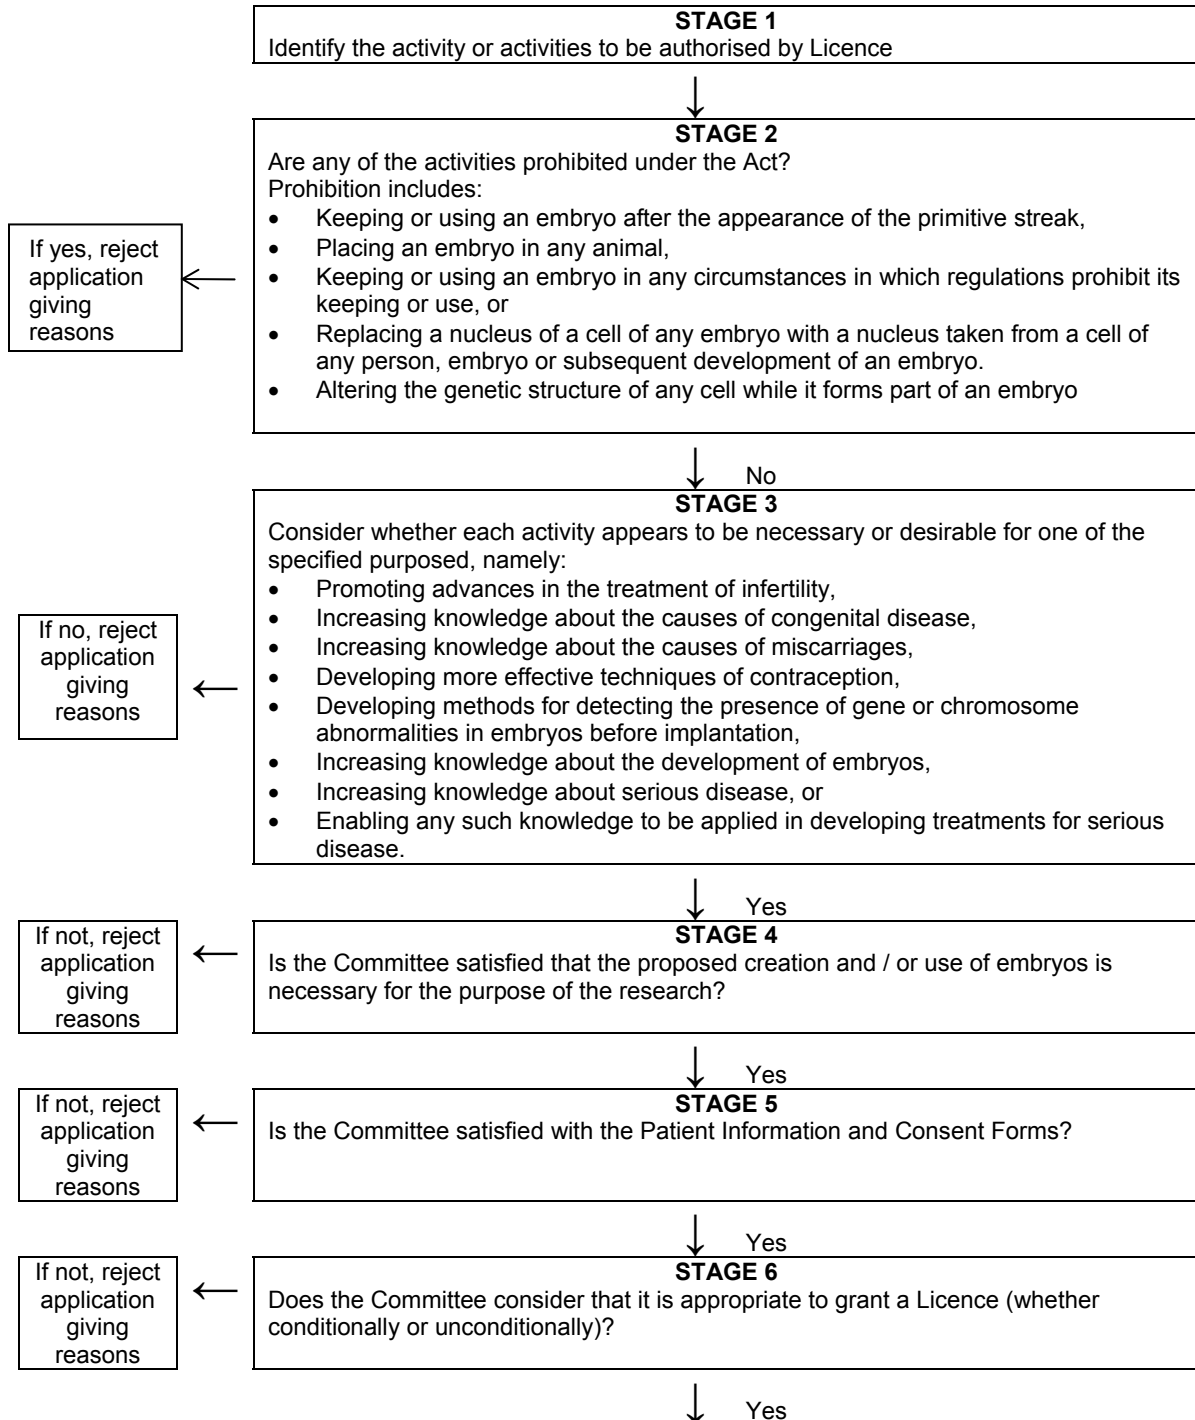 STAGE 1
Identify the activity or activities to be authorised by Licence
STAGE 2
Are any of the activities prohibited under the Act?
Prohibition includes:
• Keeping or using an embryo after the appearance of the primitive streak,
• Placing an embryo in any animal,
• Keeping or using an embryo in any circumstances in which regulations prohibit its
keeping or use, or
• Replacing a nucleus of a cell of any embryo with a nucleus taken from a cell of
any person, embryo or subsequent development of an embryo.
• Altering the genetic structure of any cell while it forms part of an embryo
If yes, reject
application
giving
reasons
No
STAGE 3
Consider whether each activity appears to be necessary or desirable for one of the
specified purposed, namely:
• Promoting advances in the treatment of infertility,
• Increasing knowledge about the causes of congenital disease,
• Increasing knowledge about the causes of miscarriages,
• Developing more effective techniques of contraception,
• Developing methods for detecting the presence of gene or chromosome
abnormalities in embryos before implantation,
• Increasing knowledge about the development of embryos,
• Increasing knowledge about serious disease, or
• Enabling any such knowledge to be applied in developing treatments for serious
disease.
If no, reject
application
giving
reasons
Yes
STAGE 4
Is the Committee satisfied that the proposed creation and / or use of embryos is
necessary for the purpose of the research?
If not, reject
application
giving
reasons
Yes
STAGE 5
Is the Committee satisfied with the Patient Information and Consent Forms?
If not, reject
application
giving
reasons
Yes
STAGE 6
Does the Committee consider that it is appropriate to grant a Licence (whether
conditionally or unconditionally)?
If not, reject
application
giving
reasons
Yes